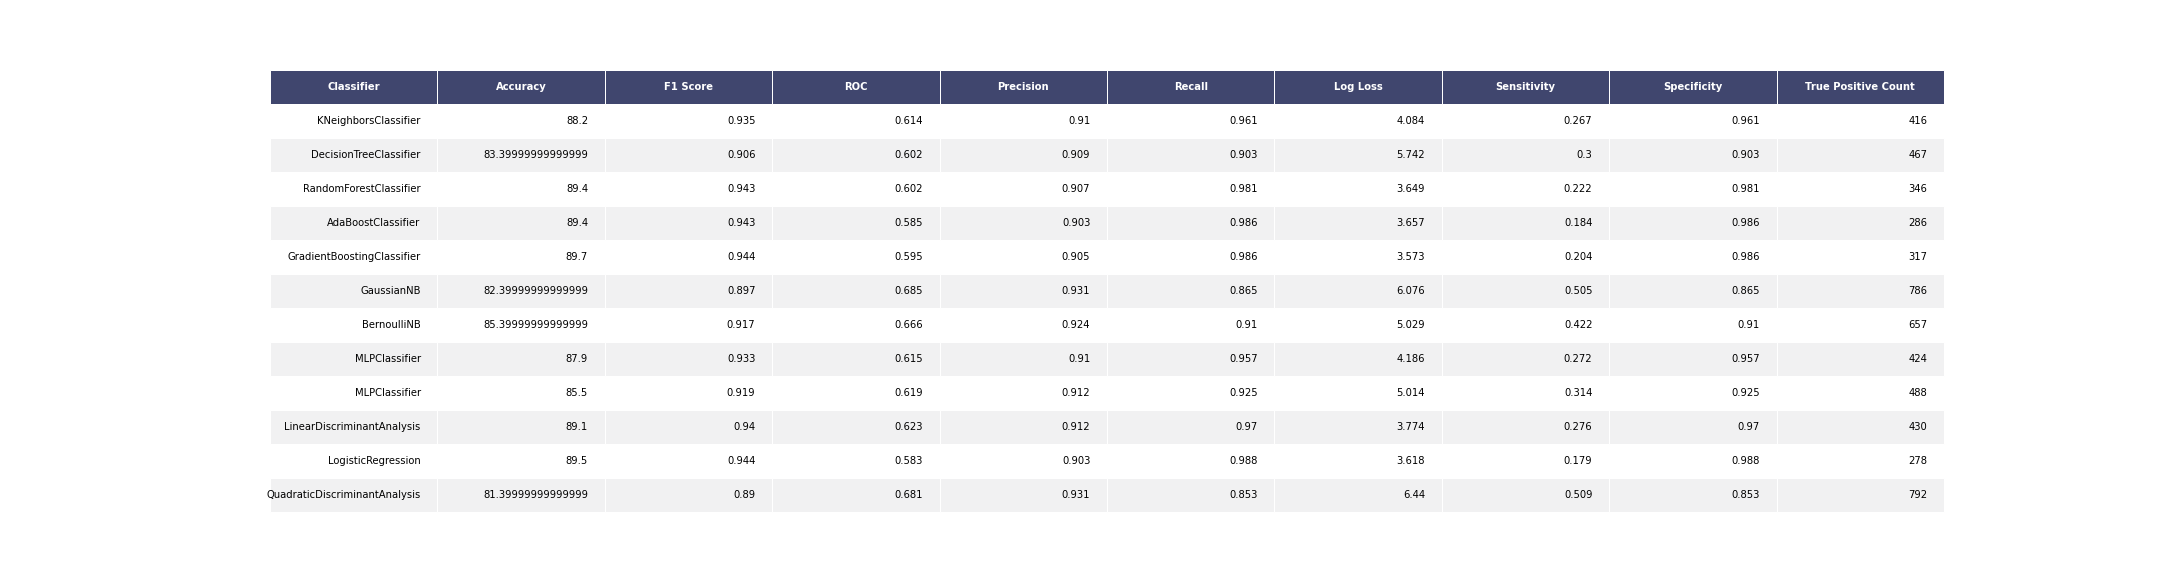 Classifier Accuracy F1 Score ROC Precision Recall Log Loss Sensitivity Specificity True Positive Count
KNeighborsClassifier 88.2 0.935 0.614 0.91 0.961 4.084 0.267 0.961 416
DecisionTreeClassifier 83.39999999999999 0.906 0.602 0.909 0.903 5.742 0.3 0.903 467
RandomForestClassifier 89.4 0.943 0.602 0.907 0.981 3.649 0.222 0.981 346
AdaBoostClassifier 89.4 0.943 0.585 0.903 0.986 3.657 0.184 0.986 286
GradientBoostingClassifier 89.7 0.944 0.595 0.905 0.986 3.573 0.204 0.986 317
GaussianNB 82.39999999999999 0.897 0.685 0.931 0.865 6.076 0.505 0.865 786
BernoulliNB 85.39999999999999 0.917 0.666 0.924 0.91 5.029 0.422 0.91 657
MLPClassifier 87.9 0.933 0.615 0.91 0.957 4.186 0.272 0.957 424
MLPClassifier 85.5 0.919 0.619 0.912 0.925 5.014 0.314 0.925 488
LinearDiscriminantAnalysis 89.1 0.94 0.623 0.912 0.97 3.774 0.276 0.97 430
LogisticRegression 89.5 0.944 0.583 0.903 0.988 3.618 0.179 0.988 278
QuadraticDiscriminantAnalysis 81.39999999999999 0.89 0.681 0.931 0.853 6.44 0.509 0.853 792